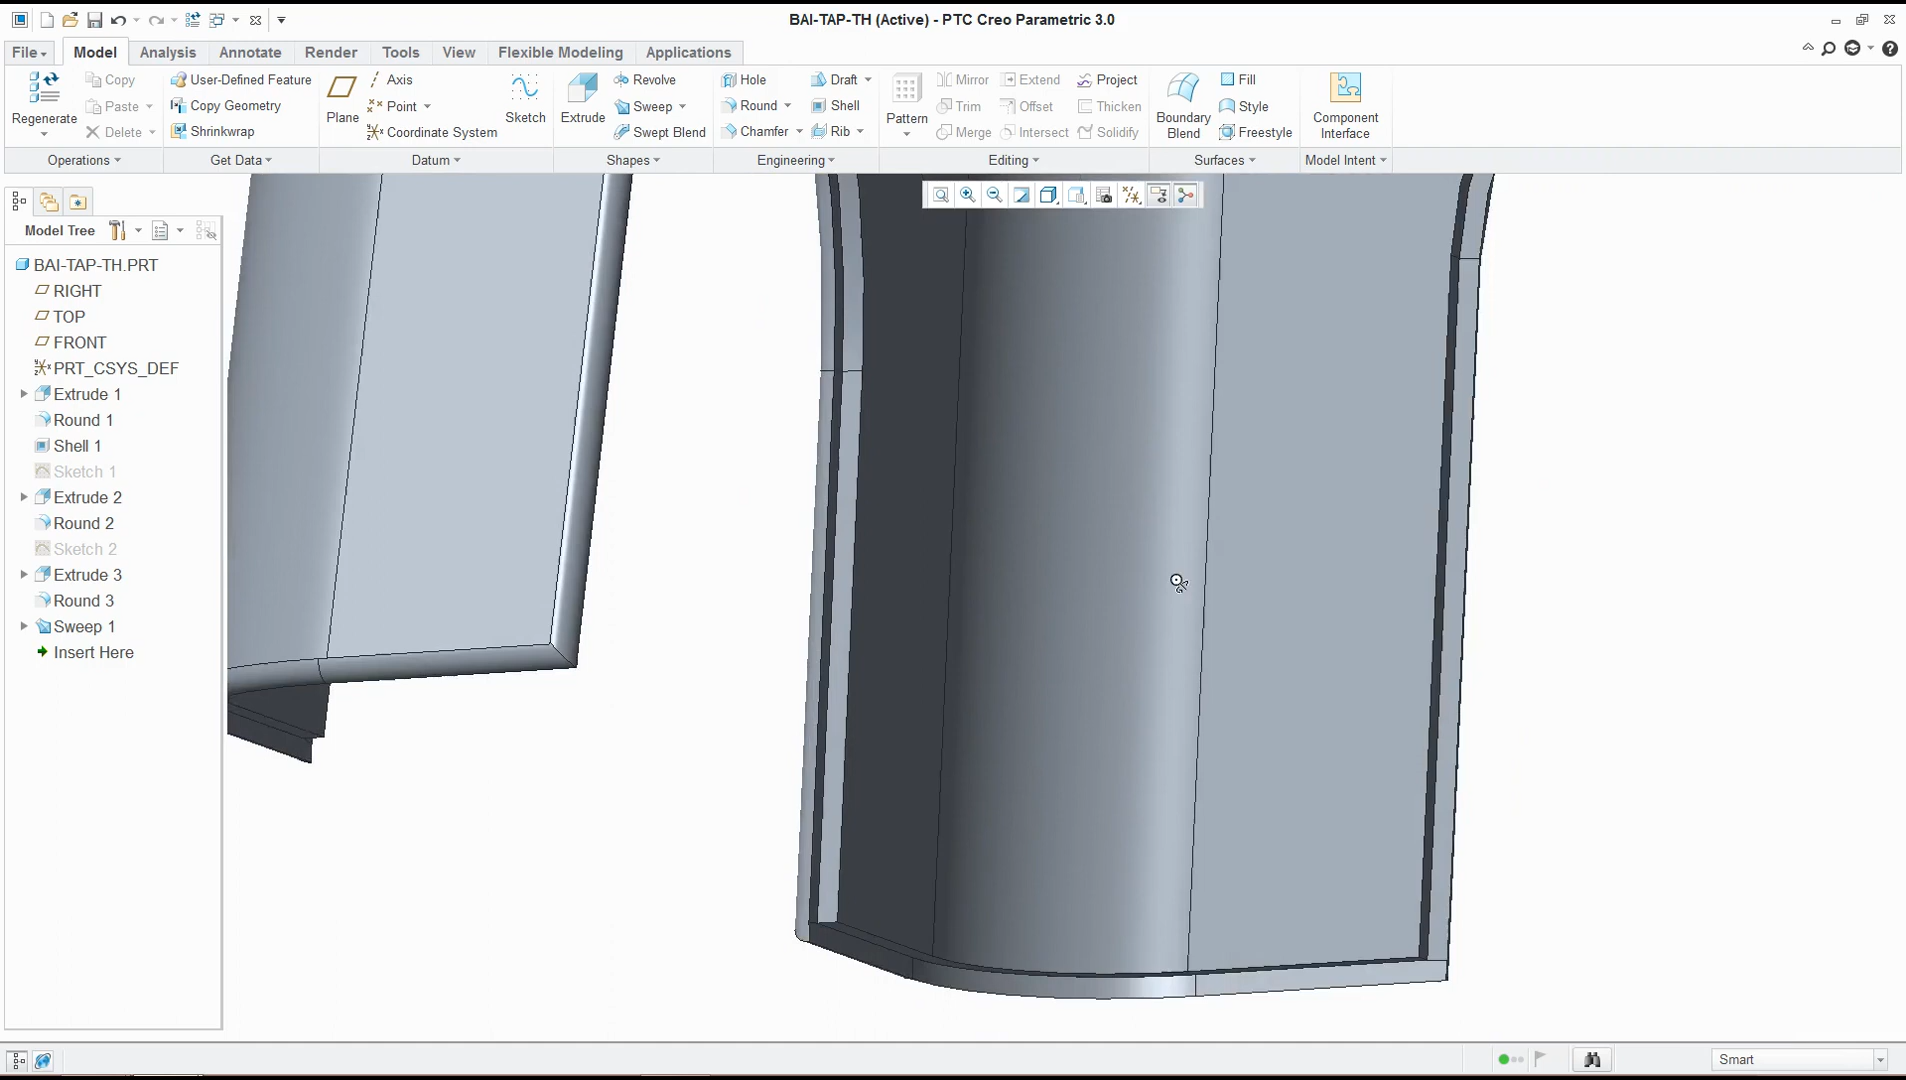 BAI-TAP-TH (Active) - PTC Creo Parametric 3.0
File Model Analysis Annotate Render Tools View Flexible Modeling Applications
Regenerate
Copy
Paste
Delete
Operations
User-Defined Feature
Copy Geometry
Shrinkwrap
Get Data
Plane
Axis
Point
Coordinate System
Sketch
Datum
Extrude
Revolve
Sweep
Swept Blend
Shapes
Hole
Round
Chamfer
Draft
Shell
Rib
Engineering
Pattern
Mirror
Trim
Merge
Extend
Offset
Intersect
Project
Thicken
Solidify
Editing
Boundary
Blend
Fill
Style
Freestyle
Surfaces
Component
Interface
Model Intent
Model Tree
BAI-TAP-TH.PRT
RIGHT
TOP
FRONT
PRT_CSYS_DEF
Extrude 1
Round 1
Shell 1
Sketch 1
Extrude 2
Round 2
Sketch 2
Extrude 3
Round 3
Sweep 1
Insert Here
Smart